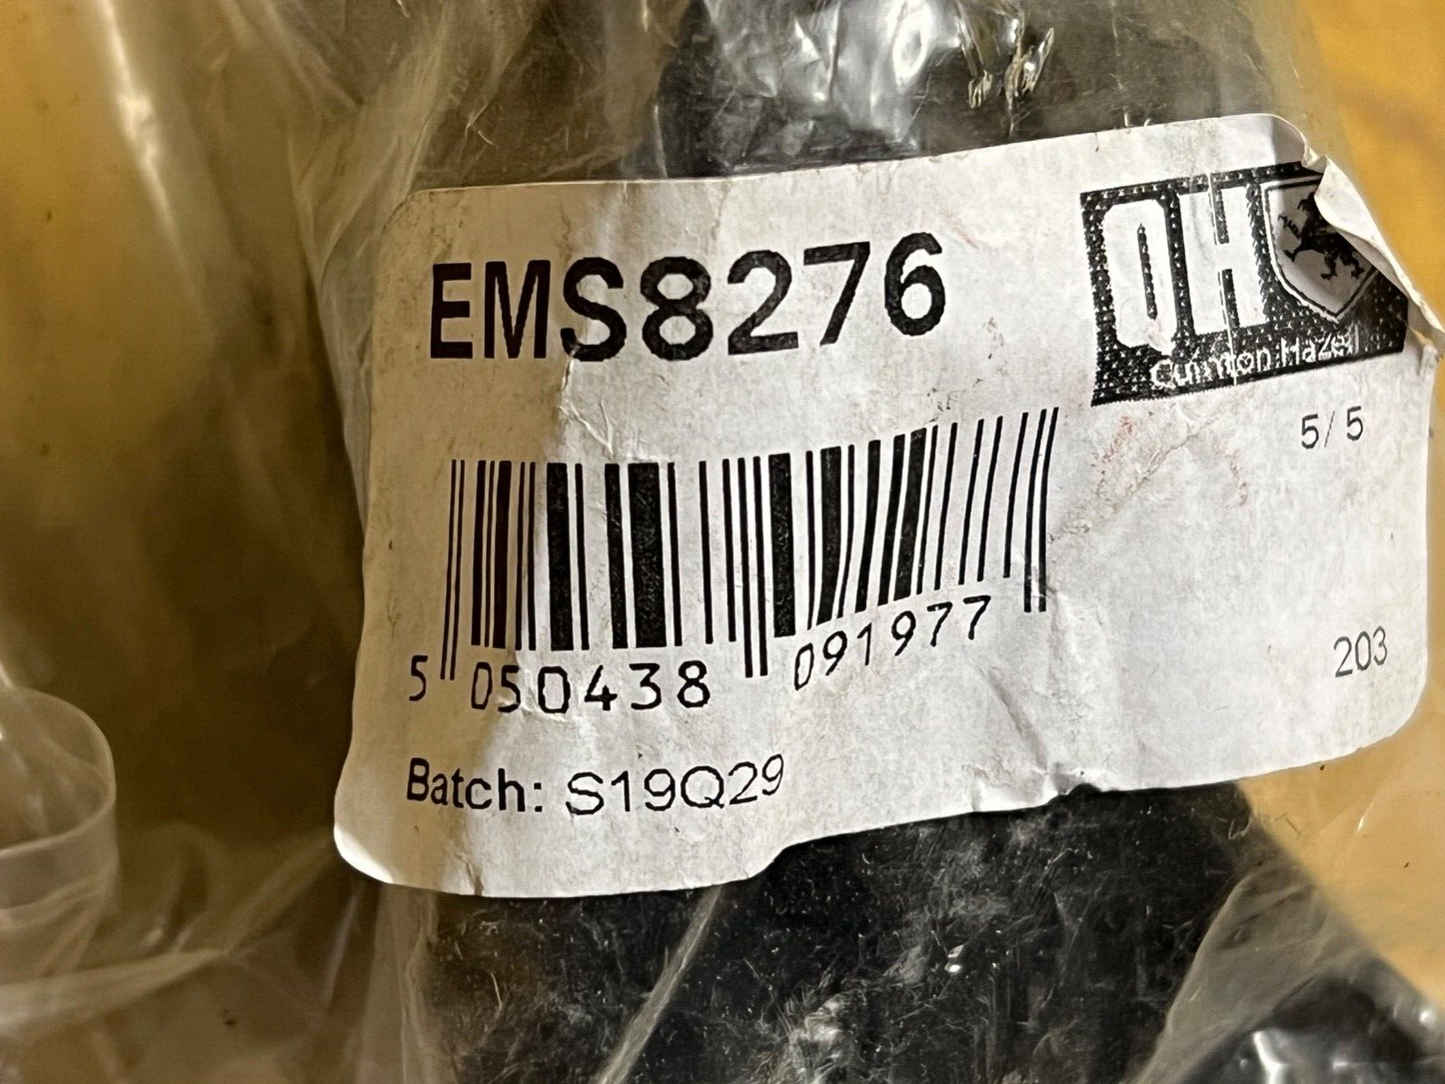 EMS8276
QH
Quinton Hazell
5/5
5 050438 091977
203
Batch: S19Q29